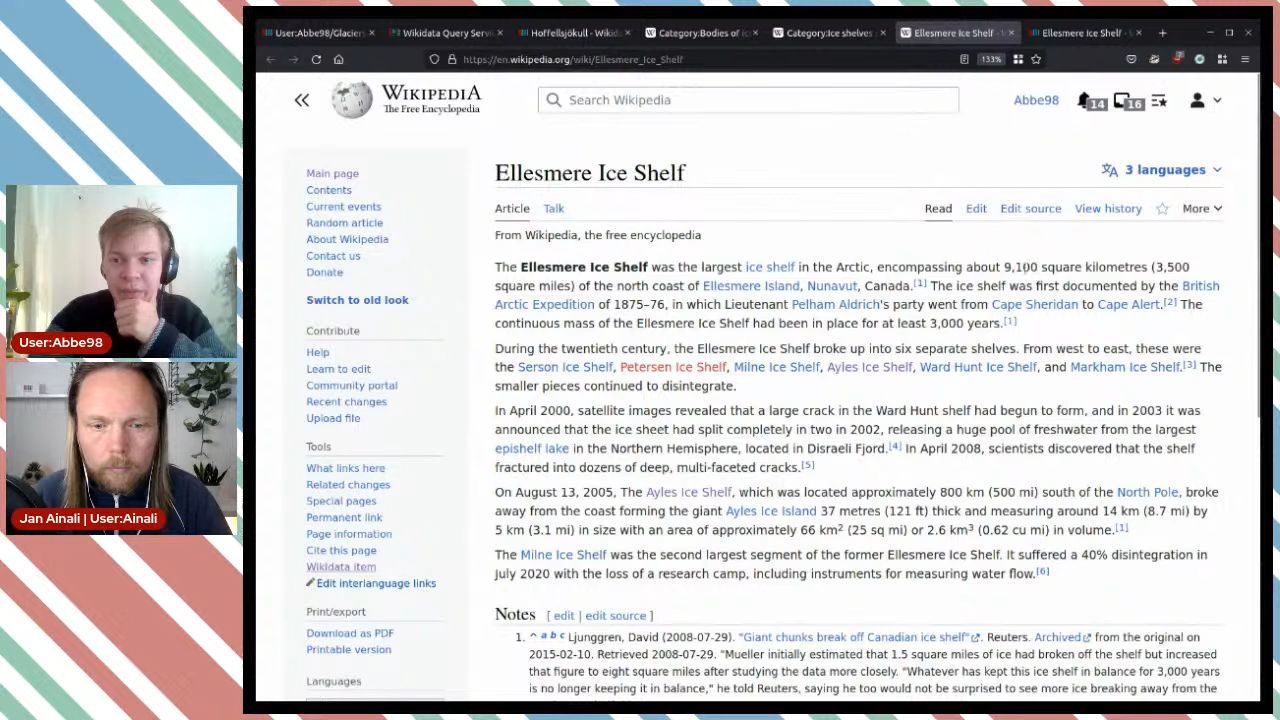 User:Abbe98/Glaciers
Wikidata Query Servi
Hoffellsjökull - Wikid
Category:Bodies of i
Category:Ice shelves
Ellesmere Ice Shelf -
Ellesmere Ice Shelf -
https://en.wikipedia.org/wiki/Ellesmere_Ice_Shelf
133%
WIKIPEDIA
The Free Encyclopedia
Search Wikipedia
Abbe98
14
16
Main page
Contents
Current events
Random article
About Wikipedia
Contact us
Donate
Switch to old look
Contribute
Help
Learn to edit
Community portal
Recent changes
Upload file
Tools
What links here
Related changes
Special pages
Permanent link
Page information
Cite this page
Wikidata item
Edit interlanguage links
Print/export
Download as PDF
Printable version
Languages
Ellesmere Ice Shelf
3 languages
Article Talk
Read Edit Edit source View history More
From Wikipedia, the free encyclopedia
The Ellesmere Ice Shelf was the largest ice shelf in the Arctic, encompassing about 9,100 square kilometres (3,500
square miles) of the north coast of Ellesmere Island, Nunavut, Canada.[1] The ice shelf was first documented by the British
Arctic Expedition of 1875–76, in which Lieutenant Pelham Aldrich's party went from Cape Sheridan to Cape Alert.[2] The
continuous mass of the Ellesmere Ice Shelf had been in place for at least 3,000 years.[1]
During the twentieth century, the Ellesmere Ice Shelf broke up into six separate shelves. From west to east, these were
the Serson Ice Shelf, Petersen Ice Shelf, Milne Ice Shelf, Ayles Ice Shelf, Ward Hunt Ice Shelf, and Markham Ice Shelf.[3] The
smaller pieces continued to disintegrate.
In April 2000, satellite images revealed that a large crack in the Ward Hunt shelf had begun to form, and in 2003 it was
announced that the ice sheet had split completely in two in 2002, releasing a huge pool of freshwater from the largest
epishelf lake in the Northern Hemisphere, located in Disraeli Fjord.[4] In April 2008, scientists discovered that the shelf
fractured into dozens of deep, multi-faceted cracks.[5]
On August 13, 2005, The Ayles Ice Shelf, which was located approximately 800 km (500 mi) south of the North Pole, broke
away from the coast forming the giant Ayles Ice Island 37 metres (121 ft) thick and measuring around 14 km (8.7 mi) by
5 km (3.1 mi) in size with an area of approximately 66 km² (25 sq mi) or 2.6 km³ (0.62 cu mi) in volume.[1]
The Milne Ice Shelf was the second largest segment of the former Ellesmere Ice Shelf. It suffered a 40% disintegration in
July 2020 with the loss of a research camp, including instruments for measuring water flow.[6]
Notes [ edit | edit source ]
1. ^ a b c Ljunggren, David (2008-07-29). "Giant chunks break off Canadian ice shelf". Reuters. Archived from the original on
2015-02-10. Retrieved 2008-07-29. "Mueller initially estimated that 1.5 square miles of ice had broken off the shelf but increased
that figure to eight square miles after studying the data more closely. "Whatever has kept this ice shelf in balance for 3,000 years
is no longer keeping it in balance," he told Reuters, saying he too would not be surprised to see more ice breaking away from the
User:Abbe98
Jan Ainali | User:Ainali